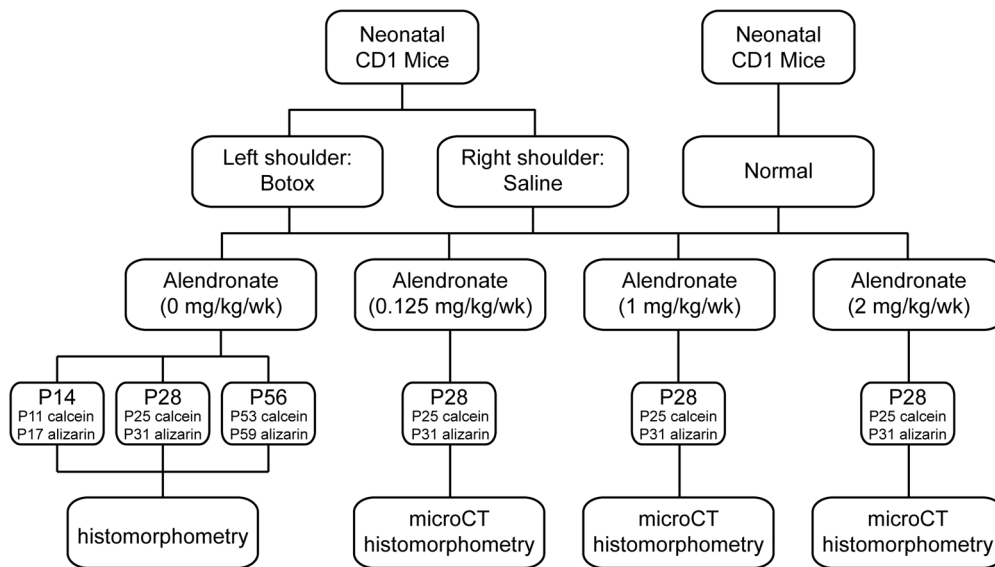 Neonatal
CD1 Mice
Neonatal
CD1 Mice
Left shoulder:
Botox
Right shoulder:
Saline
Normal
Alendronate
(0 mg/kg/wk)
Alendronate
(0.125 mg/kg/wk)
Alendronate
(1 mg/kg/wk)
Alendronate
(2 mg/kg/wk)
P14
P11 calcein
P17 alizarin
P28
P25 calcein
P31 alizarin
P56
P53 calcein
P59 alizarin
P28
P25 calcein
P31 alizarin
P28
P25 calcein
P31 alizarin
P28
P25 calcein
P31 alizarin
histomorphometry
microCT
histomorphometry
microCT
histomorphometry
microCT
histomorphometry